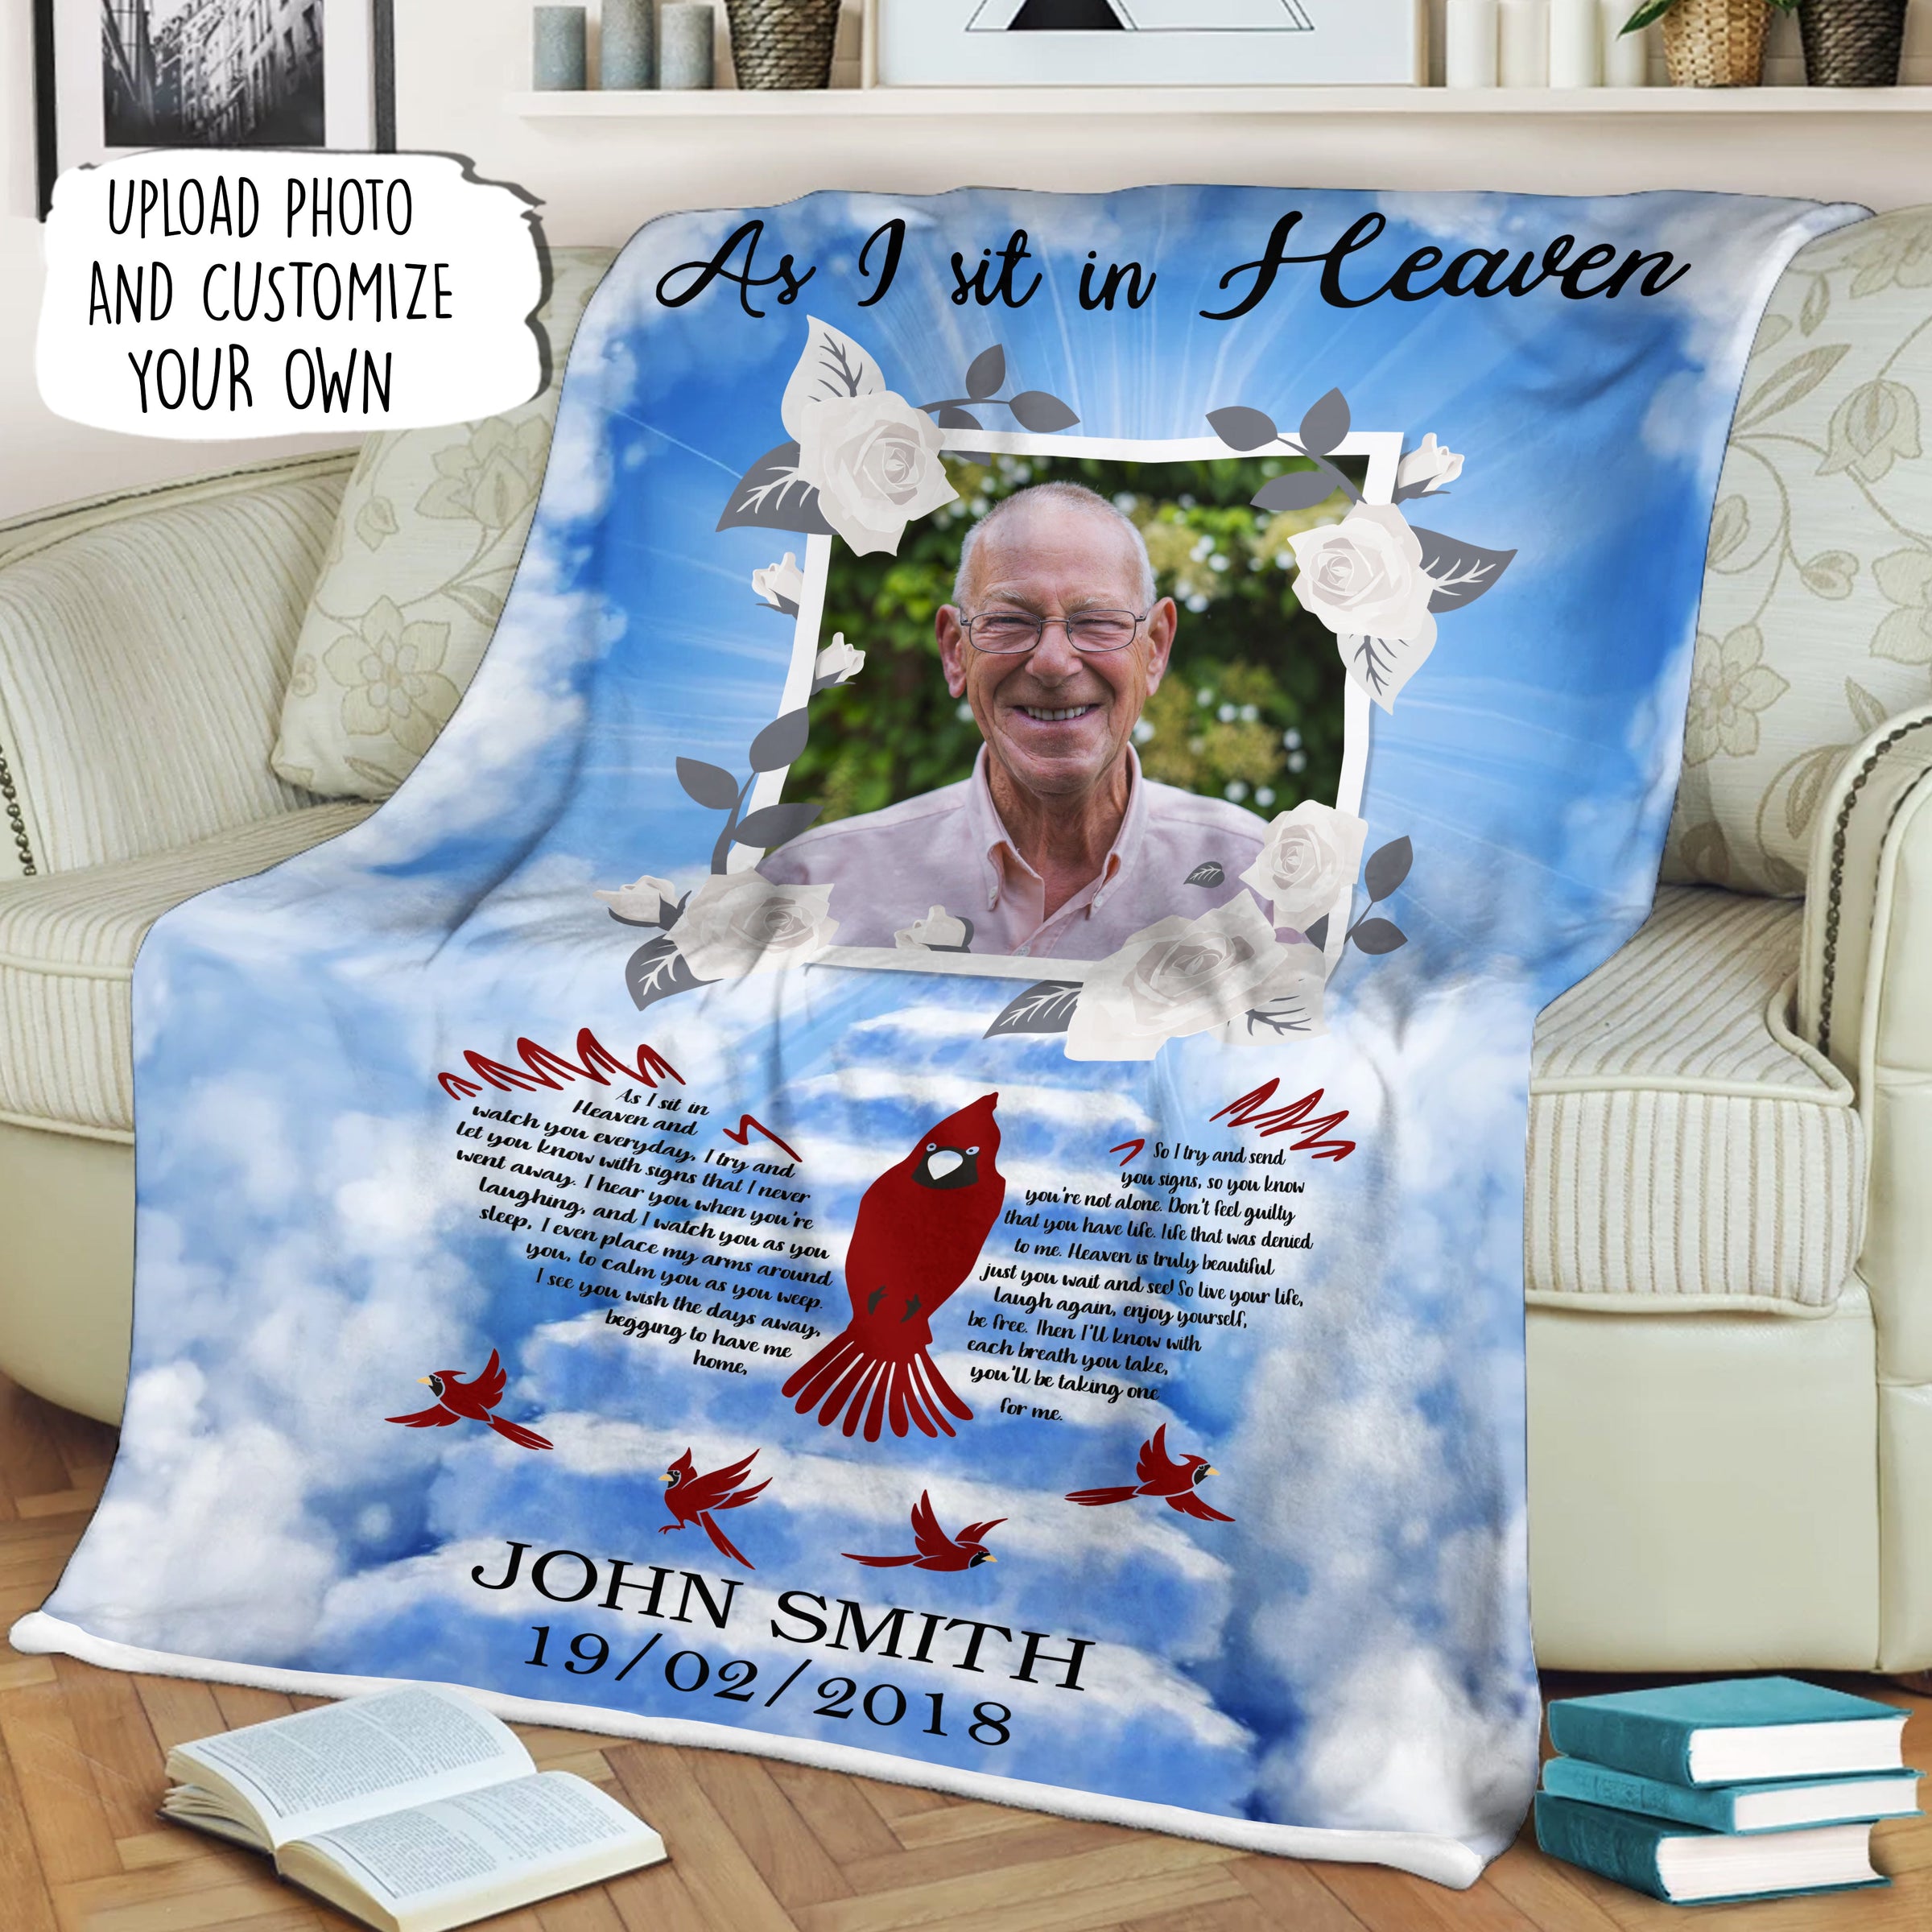 UPLOAD PHOTO
AND CUSTOMIZE
YOUR OWN
As I sit in Heaven
As I sit in
Heaven and
watch you everyday, I try and
let you know with signs that I never
went away. I hear you when you're
laughing, and I watch you as you
sleep, I even place my arms around
you, to calm you as you weep.
I see you wish the days away,
begging to have me
home,
So I try and send
you signs, so you know
you're not alone. Don't feel guilty
that you have life. life that was denied
to me. Heaven is truly beautiful
just you wait and see! So live your life,
laugh again, enjoy yourself,
be free. Then I'll know with
each breath you take,
you'll be taking one
for me.
JOHN SMITH
19/02/2018